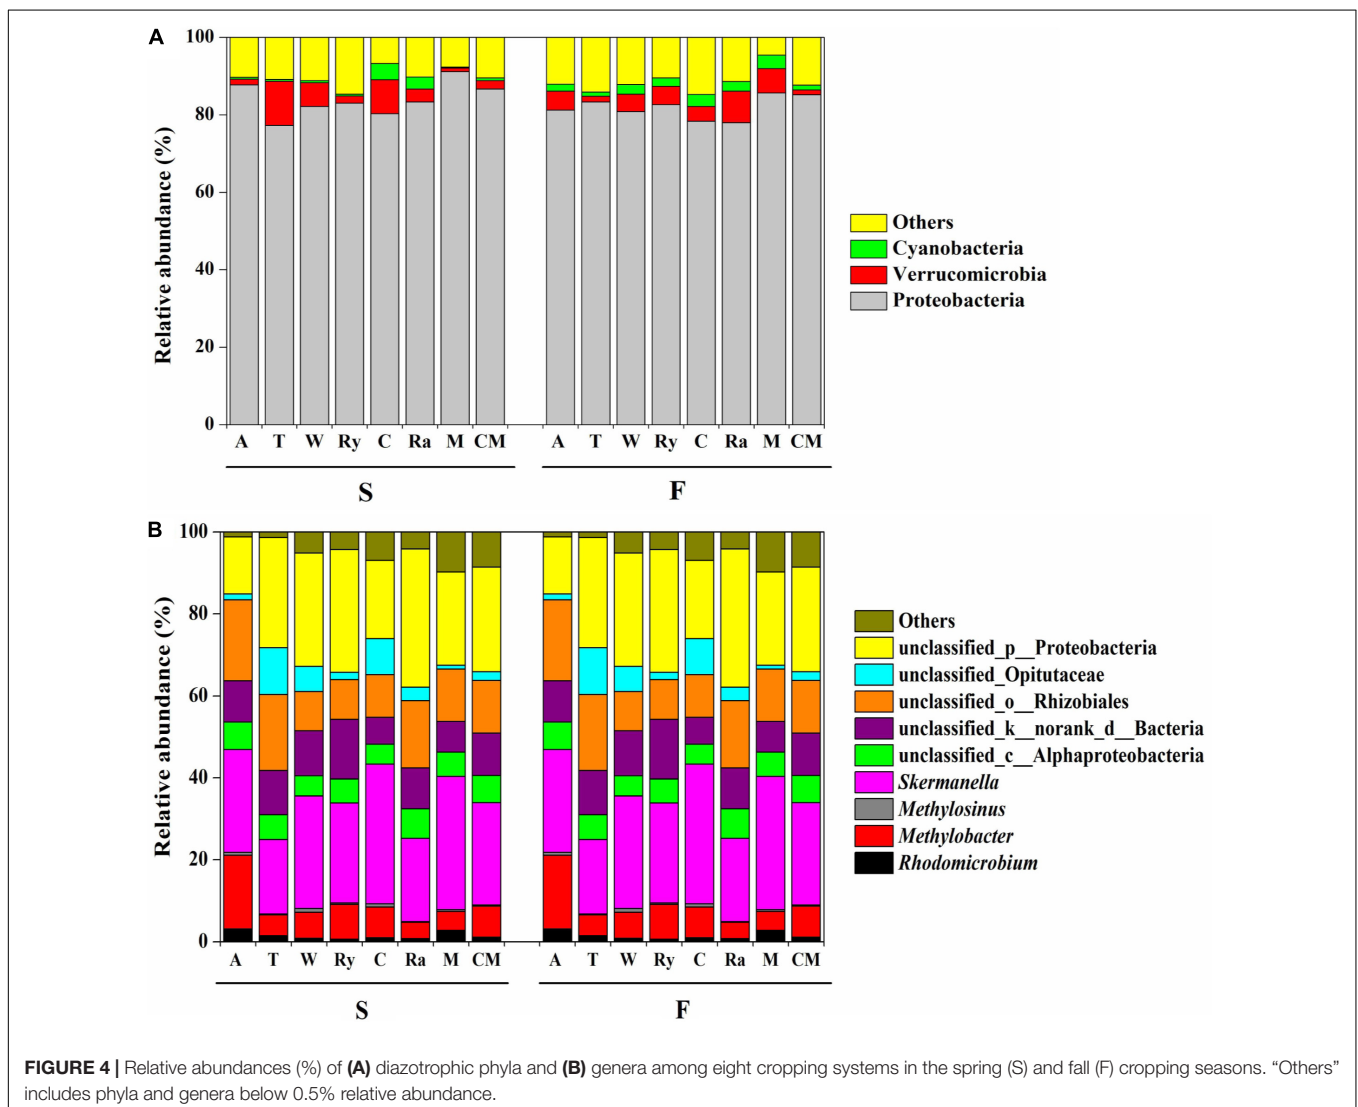 A
100
80
60
40
20
0
Relative abundance (%)
A T W Ry C Ra M CM
A T W Ry C Ra M CM
S
F
Others
Cyanobacteria
Verrucomicrobia
Proteobacteria
B
100
80
60
40
20
0
Relative abundance (%)
A T W Ry C Ra M CM
A T W Ry C Ra M CM
S
F
Others
unclassified_p__Proteobacteria
unclassified_Opitutaceae
unclassified_o__Rhizobiales
unclassified_k__norank_d__Bacteria
unclassified_c__Alphaproteobacteria
Skermanella
Methylosinus
Methylobacter
Rhodomicrobium
FIGURE 4 | Relative abundances (%) of (A) diazotrophic phyla and (B) genera among eight cropping systems in the spring (S) and fall (F) cropping seasons. “Others”
includes phyla and genera below 0.5% relative abundance.